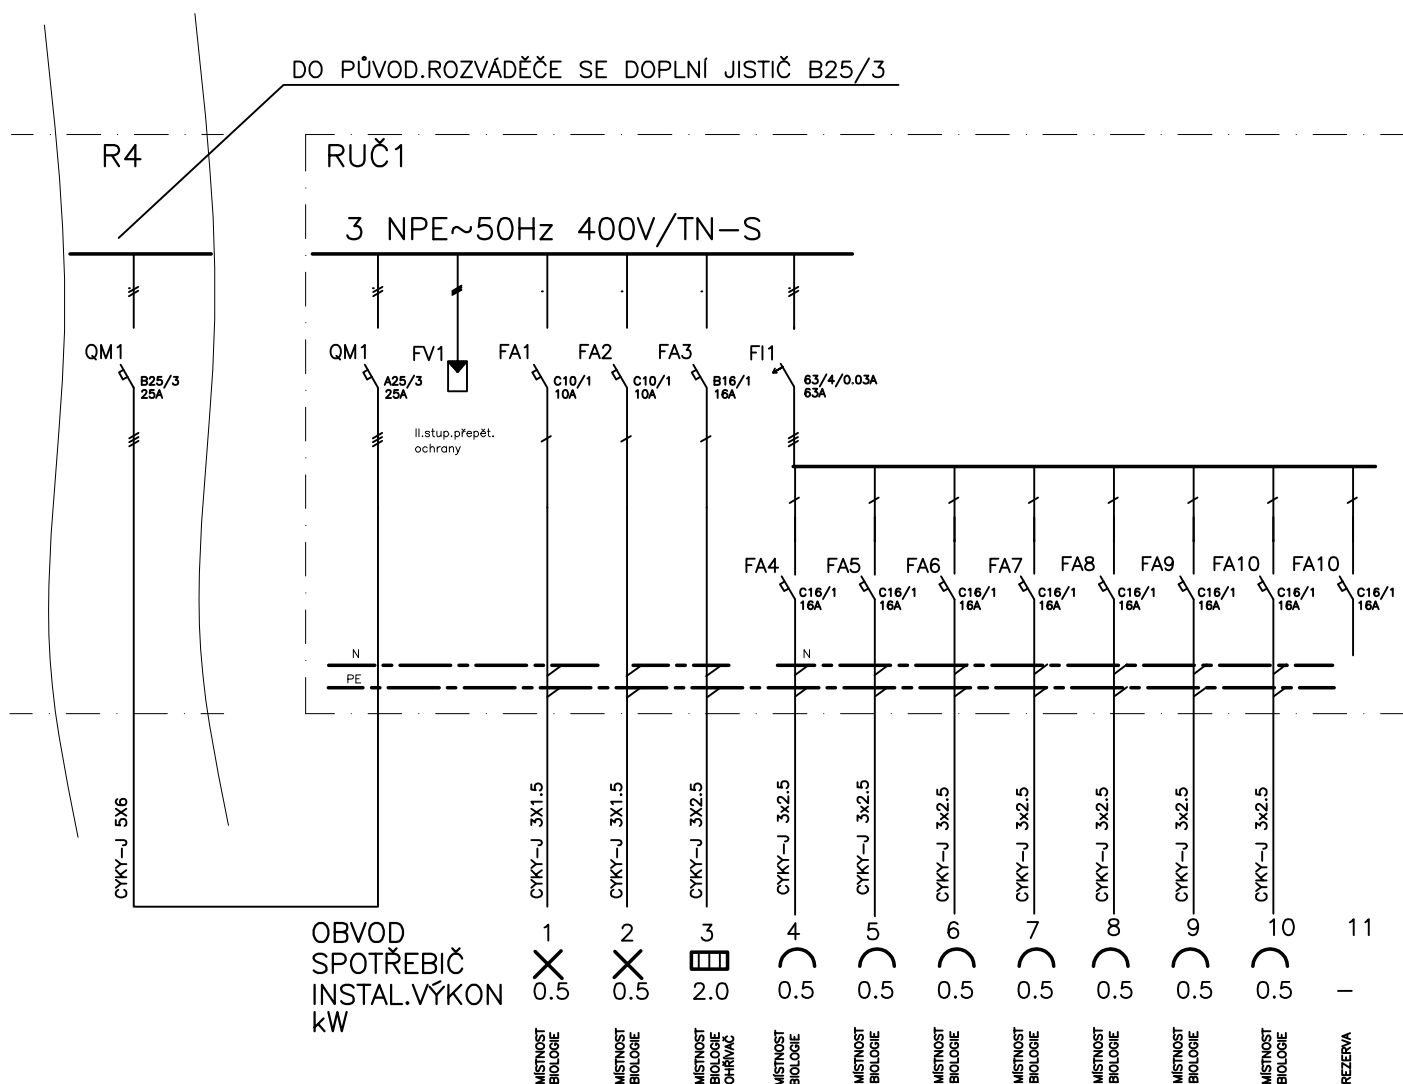 DO PŮVOD.ROZVÁDĚČE SE DOPLNÍ JISTIČ B25/3
R4
RUČ1
3 NPE~50Hz 400V/TN-S
QM1
B25/3
25A
QM1
A25/3
25A
FV1
II.stup.přepět.
ochrany
FA1
C10/1
10A
FA2
C10/1
10A
FA3
B16/1
16A
FI1
63/4/0.03A
63A
FA4
C16/1
16A
FA5
C16/1
16A
FA6
C16/1
16A
FA7
C16/1
16A
FA8
C16/1
16A
FA9
C16/1
16A
FA10
C16/1
16A
FA10
C16/1
16A
N
N
PE
CYKY-J 5X6
CYKY-J 3X1.5
CYKY-J 3X1.5
CYKY-J 3X2.5
CYKY-J 3x2.5
CYKY-J 3x2.5
CYKY-J 3x2.5
CYKY-J 3x2.5
CYKY-J 3x2.5
CYKY-J 3x2.5
CYKY-J 3x2.5
OBVOD 1 2 3 4 5 6 7 8 9 10 11
SPOTŘEBIČ
INSTAL.VÝKON 0.5 0.5 2.0 0.5 0.5 0.5 0.5 0.5 0.5 0.5 -
kW
MÍSTNOST
BIOLOGIE
MÍSTNOST
BIOLOGIE
MÍSTNOST
BIOLOGIE
OHŘÍVAČ
MÍSTNOST
BIOLOGIE
MÍSTNOST
BIOLOGIE
MÍSTNOST
BIOLOGIE
MÍSTNOST
BIOLOGIE
MÍSTNOST
BIOLOGIE
MÍSTNOST
BIOLOGIE
MÍSTNOST
BIOLOGIE
REZERVA